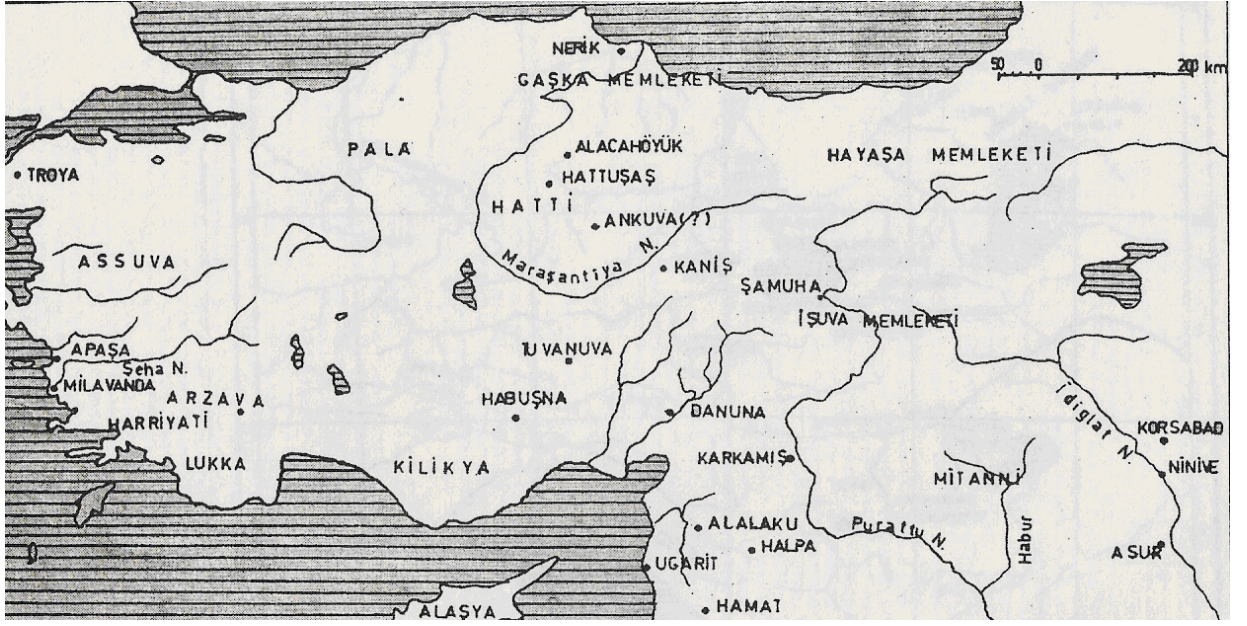 NERİK
GAŞKA MEMLEKETİ
50 0 200 km
PALA
ALACAHÖYÜK
HAYAŞA MEMLEKETİ
TROYA
HATTUŞAŞ
HATTİ
ANKUVA(?)
ASSUVA
Maraşantiya N.
KANİŞ
ŞAMUHA
İŞUVA MEMLEKETİ
APAŞA
TUVANUVA
Şeha N.
MİLAVANDA
ARZAVA
HABUŞNA
DANUNA
İdiglat N.
HARRİYATİ
KORSABAD
LUKKA
KİLİKYA
KARKAMIŞ
MİTANNİ
NİNİVE
ALALAKU
Purattu N.
Habur
HALPA
ASUR
UGARİT
ALAŞYA
HAMAT